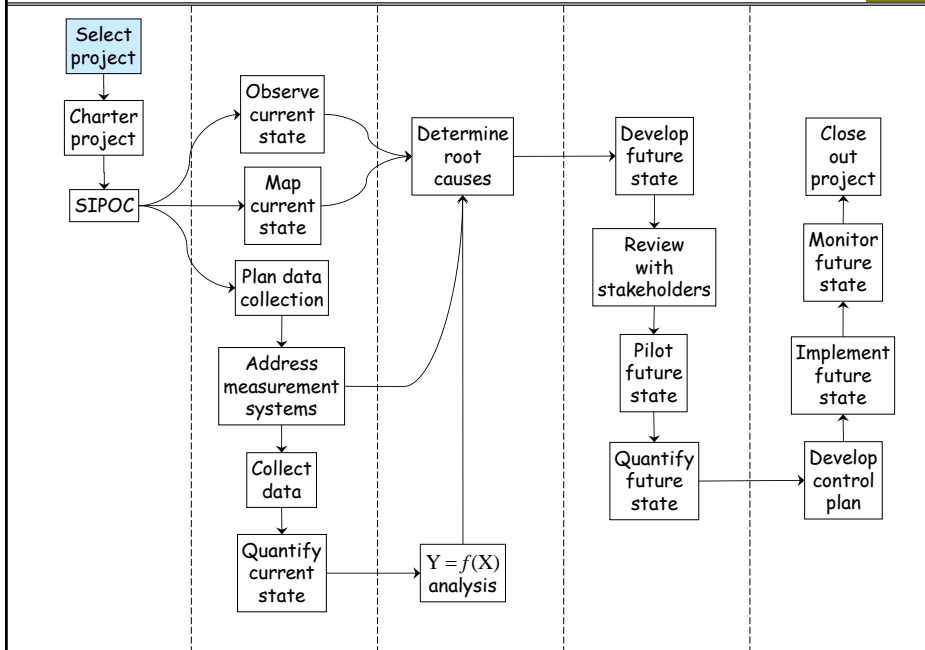 Select
project
Charter
project
SIPOC
Observe
current
state
Map
current
state
Plan data
collection
Address
measurement
systems
Collect
data
Quantify
current
state
Determine
root
causes
Y = f(X)
analysis
Develop
future
state
Review
with
stakeholders
Pilot
future
state
Quantify
future
state
Close
out
project
Monitor
future
state
Implement
future
state
Develop
control
plan